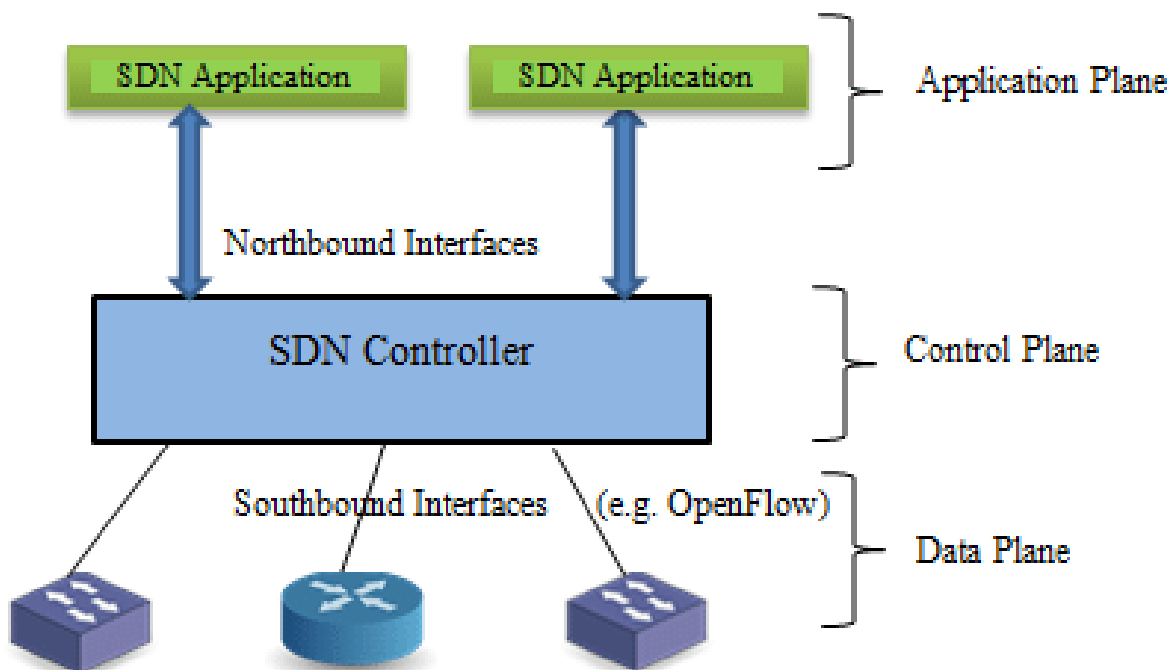 SDN Application
SDN Application
Application Plane
Northbound Interfaces
SDN Controller
Control Plane
Southbound Interfaces (e.g. OpenFlow)
Data Plane